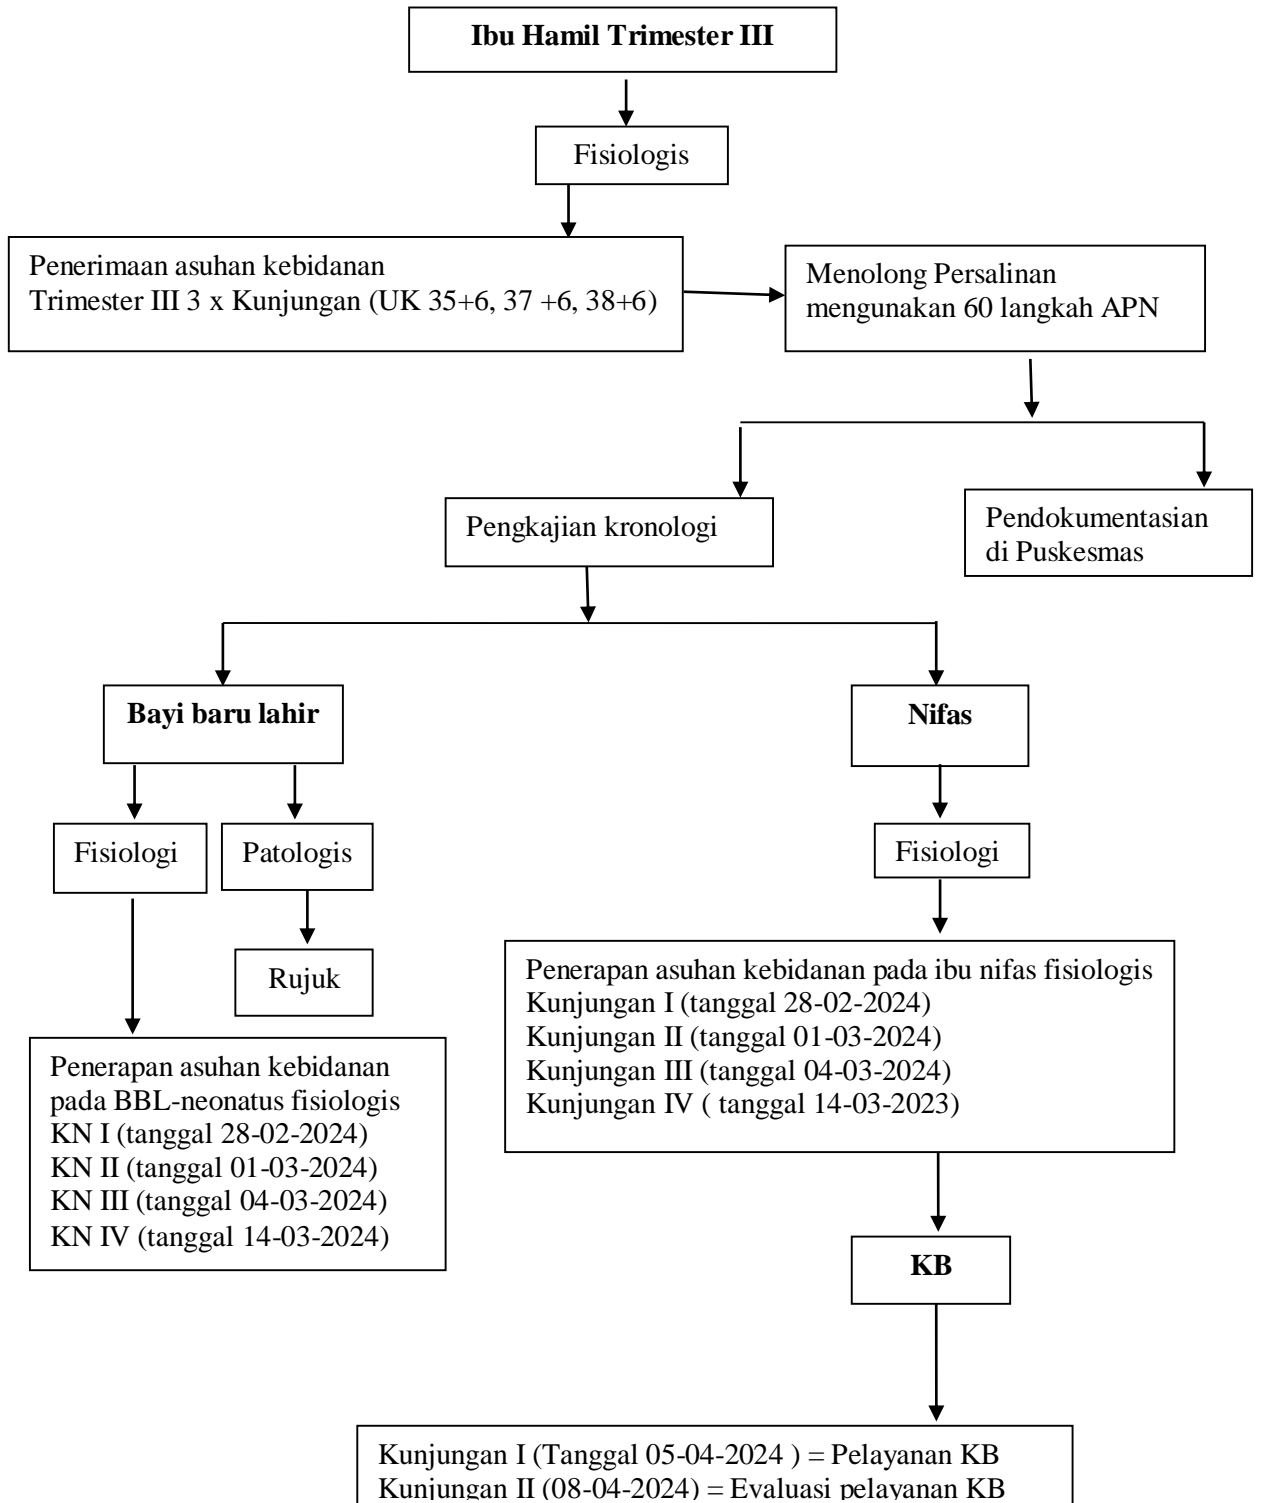 Ibu Hamil Trimester III
Fisiologis
Penerimaan asuhan kebidanan
Trimester III 3 x Kunjungan (UK 35+6, 37 +6, 38+6)
Menolong Persalinan
mengunakan 60 langkah APN
Pengkajian kronologi
Pendokumentasian
di Puskesmas
Bayi baru lahir
Nifas
Fisiologi
Patologis
Fisiologi
Rujuk
Penerapan asuhan kebidanan pada ibu nifas fisiologis
Kunjungan I (tanggal 28-02-2024)
Kunjungan II (tanggal 01-03-2024)
Kunjungan III (tanggal 04-03-2024)
Kunjungan IV ( tanggal 14-03-2023)
Penerapan asuhan kebidanan
pada BBL-neonatus fisiologis
KN I (tanggal 28-02-2024)
KN II (tanggal 01-03-2024)
KN III (tanggal 04-03-2024)
KN IV (tanggal 14-03-2024)
KB
Kunjungan I (Tanggal 05-04-2024 ) = Pelayanan KB
Kunjungan II (08-04-2024) = Evaluasi pelayanan KB